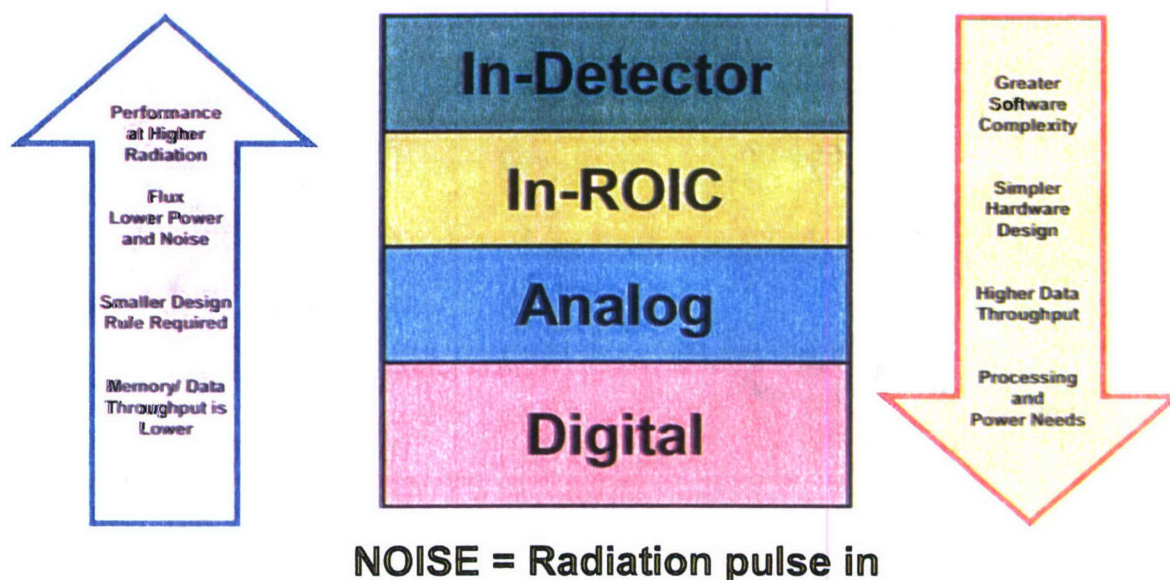 Performance
at Higher
Radiation
Flux
Lower Power
and Noise
Smaller Design
Rule Required
Memory/ Data
Throughput is
Lower
In-Detector
In-ROIC
Analog
Digital
Greater
Software
Complexity
Simpler
Hardware
Design
Higher Data
Throughput
Processing
and
Power Needs
NOISE = Radiation pulse in